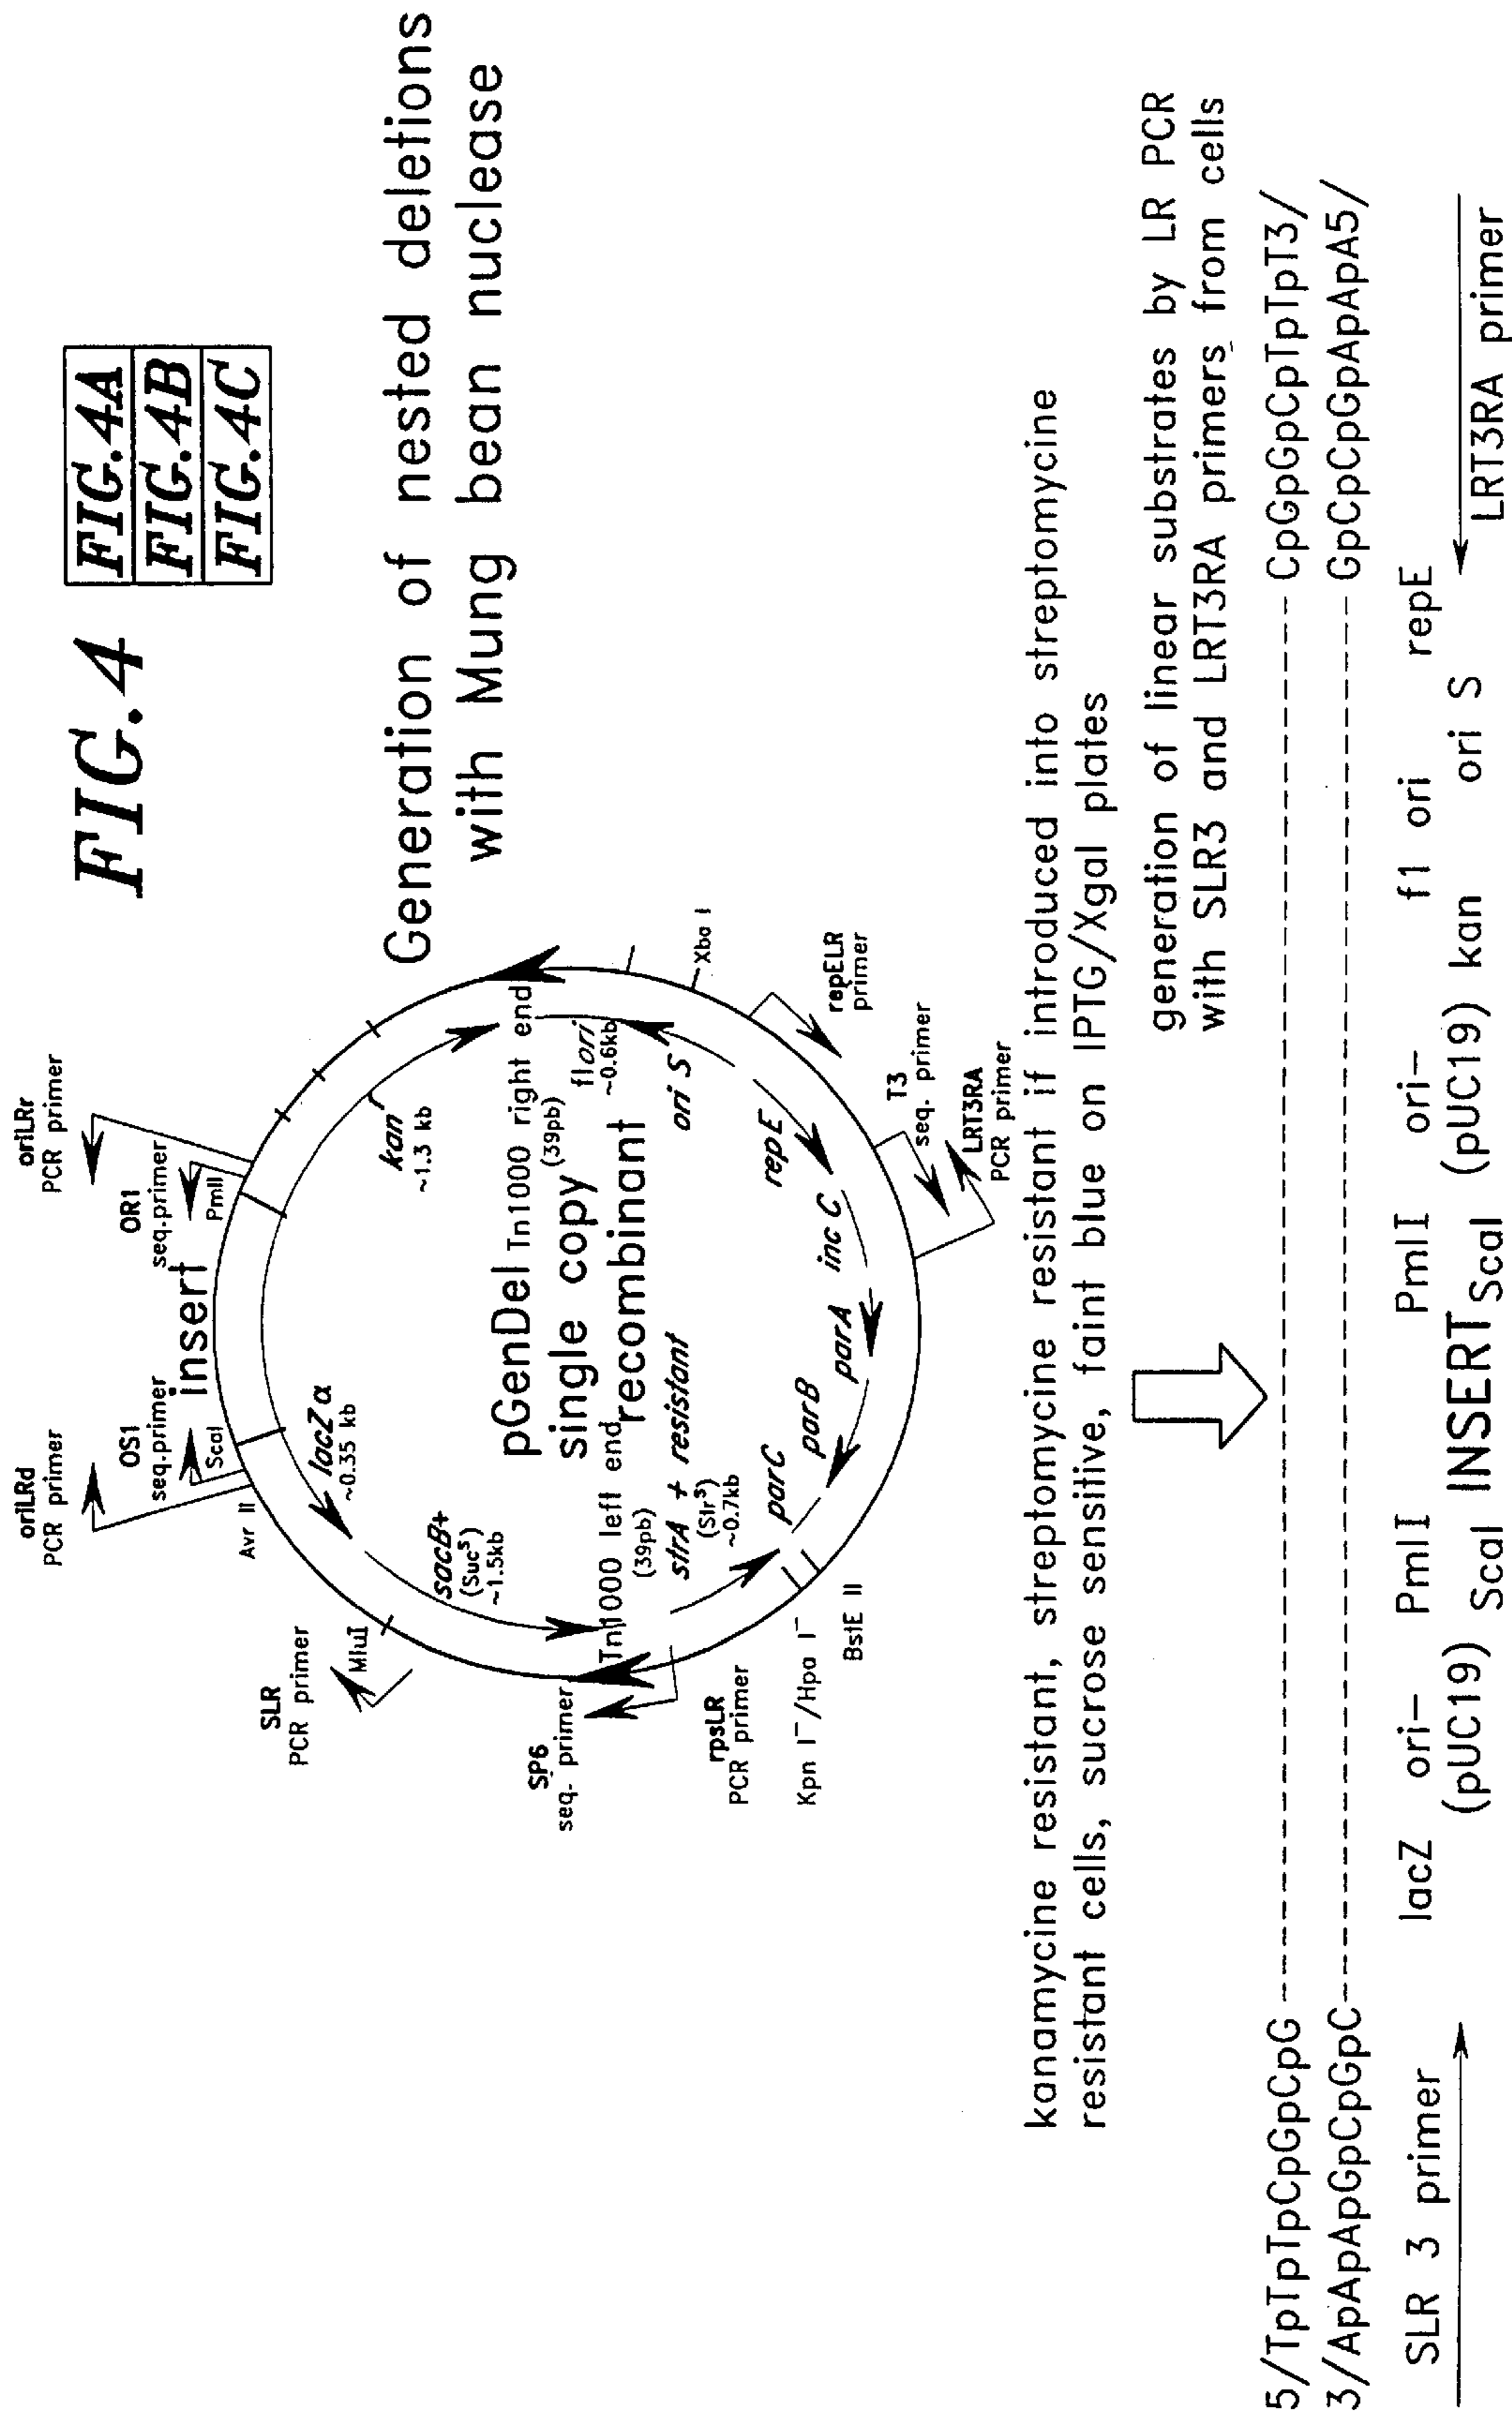 FIG.4
FIG.4A
FIG.4B
FIG.4C
Generation of nested deletions
with Mung bean nuclease
oriLRd
PCR primer
OS1
seq.primer
ScaI
insert
OR1
seq.primer
PmlI
oriLRr
PCR primer
Avr II
SLR
PCR primer
MluI
lacZ α
~0.35 kb
kan
~1.3 kb
sacB+
(Suc^S)
~1.5kb
pGenDel
single copy
recombinant
Tn1000 right end
(39pb)
f1ori
~0.6kb
ori S
Xba I
Tn1000 left end
(39pb)
strA + resistant
(Str^S)
~0.7kb
SP6
seq. primer
rpsLR
PCR primer
Kpn I⁻/Hpa I⁻
BstE II
parC
parB
parA
inc C
repE
repELR
primer
T3
seq. primer
LRT3RA
PCR primer
kanamycine resistant, streptomycine resistant if introduced into streptomycine
resistant cells, sucrose sensitive, faint blue on IPTG/Xgal plates
generation of linear substrates by LR PCR
with SLR3 and LRT3RA primers from cells
5/TpTpTpCpGpCpG ---- CpGpGpCpTpTpT3/
3/ApApApGpCpGpC ---- GpCpCpGpApApA5/
lacZ ori- PmlI PmlI ori- f1 ori repE
SLR 3 primer (pUC19) ScaI INSERT ScaI (pUC19) kan ori S
LRT3RA primer